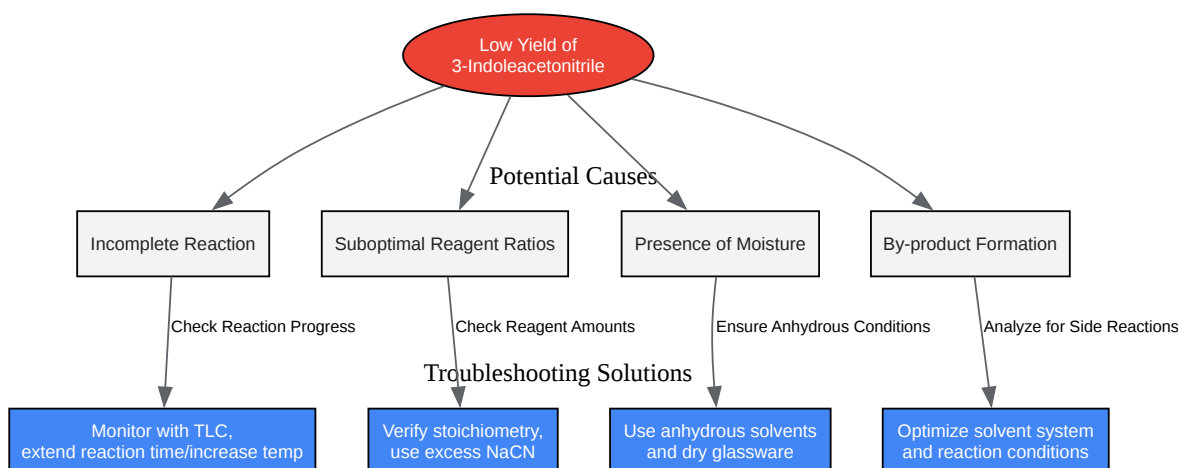 Low Yield of
3-Indoleacetonitrile
Potential Causes
Incomplete Reaction
Suboptimal Reagent Ratios
Presence of Moisture
By-product Formation
Check Reaction Progress
Check Reagent Amounts
Ensure Anhydrous Conditions
Analyze for Side Reactions
Troubleshooting Solutions
Monitor with TLC,
extend reaction time/increase temp
Verify stoichiometry,
use excess NaCN
Use anhydrous solvents
and dry glassware
Optimize solvent system
and reaction conditions